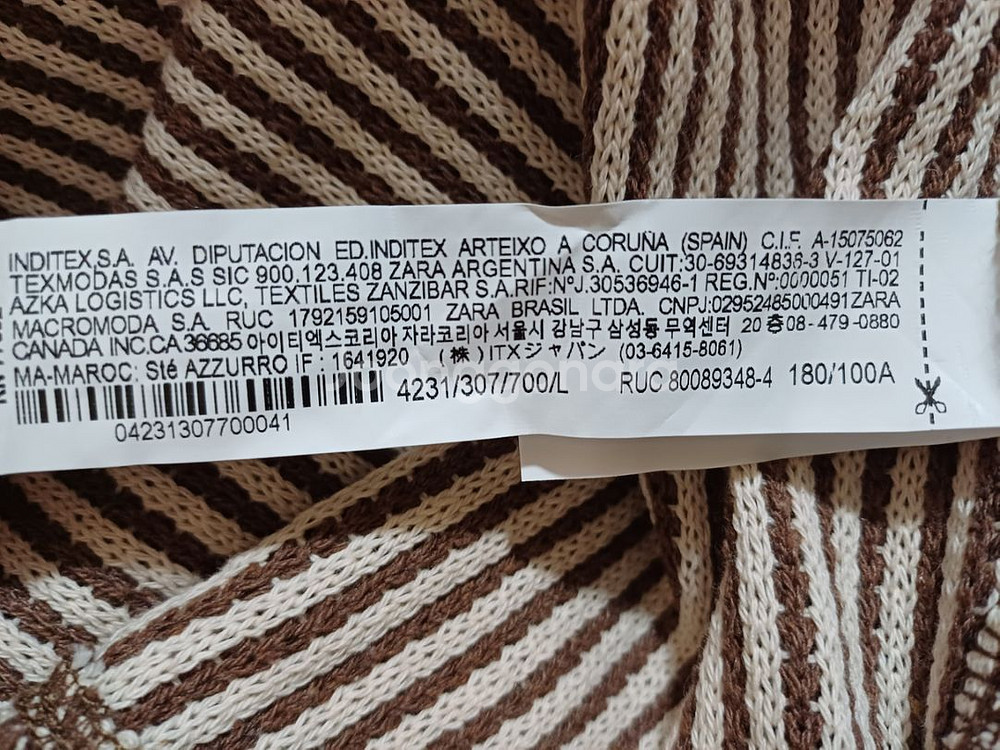 INDITEX,S.A. AV. DIPUTACION ED.INDITEX ARTEIXO A CORUÑA (SPAIN) C.I.F. A-15075062
TEXMODAS S.A.S SIC 900.123.408 ZARA ARGENTINA S.A. CUIT:30-69314836-3 V-127-01
AZKA LOGISTICS LLC, TEXTILES ZANZIBAR S.A.RIF:NºJ.30536946-1 REG.Nº:0000051 TI-02
MACROMODA S.A. RUC 1792159105001 ZARA BRASIL LTDA. CNPJ:02952485000491ZARA
CANADA INC.CA36685 아이티엑스코리아 자라코리아 서울시 강남구 삼성동 무역센터 20 층08-479-0880
MA-MAROC: Sté AZZURRO IF : 1641920 (株)ITXジャパン (03-6415-8061)
4231/307/700/L RUC 80089348-4 180/100A
04231307700041